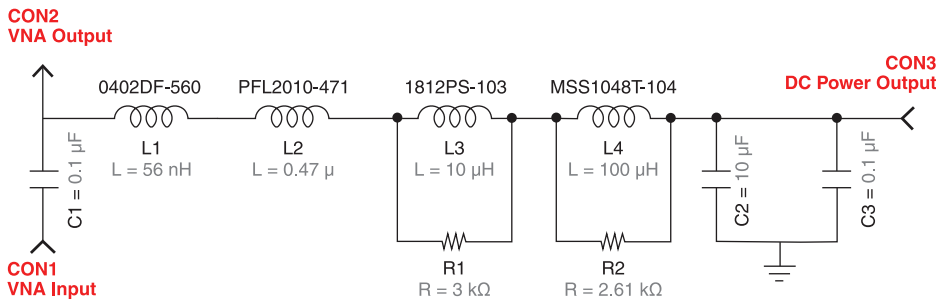 CON2
VNA Output
0402DF-560
PFL2010-471
1812PS-103
MSS1048T-104
CON3
DC Power Output
L1
L = 56 nH
L2
L = 0.47 µ
L3
L = 10 µH
L4
L = 100 µH
C1 = 0.1 µF
C2 = 10 µF
C3 = 0.1 µF
CON1
VNA Input
R1
R = 3 kΩ
R2
R = 2.61 kΩ